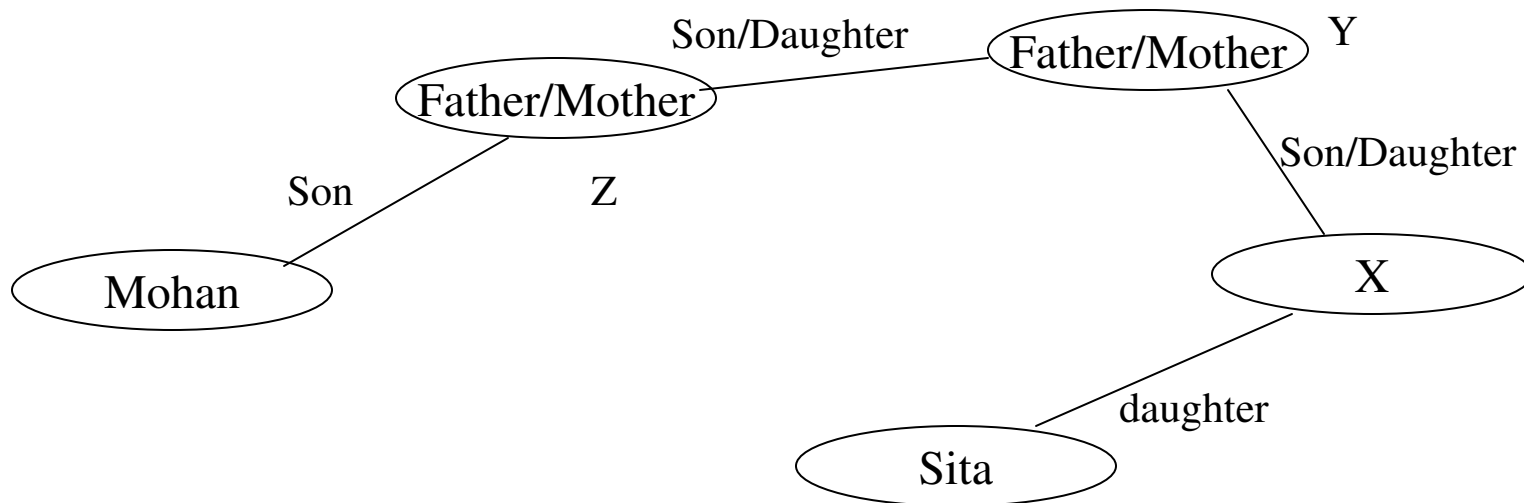 Son/Daughter
Father/Mother
Y
Father/Mother
Son/Daughter
Son
Z
Mohan
X
daughter
Sita